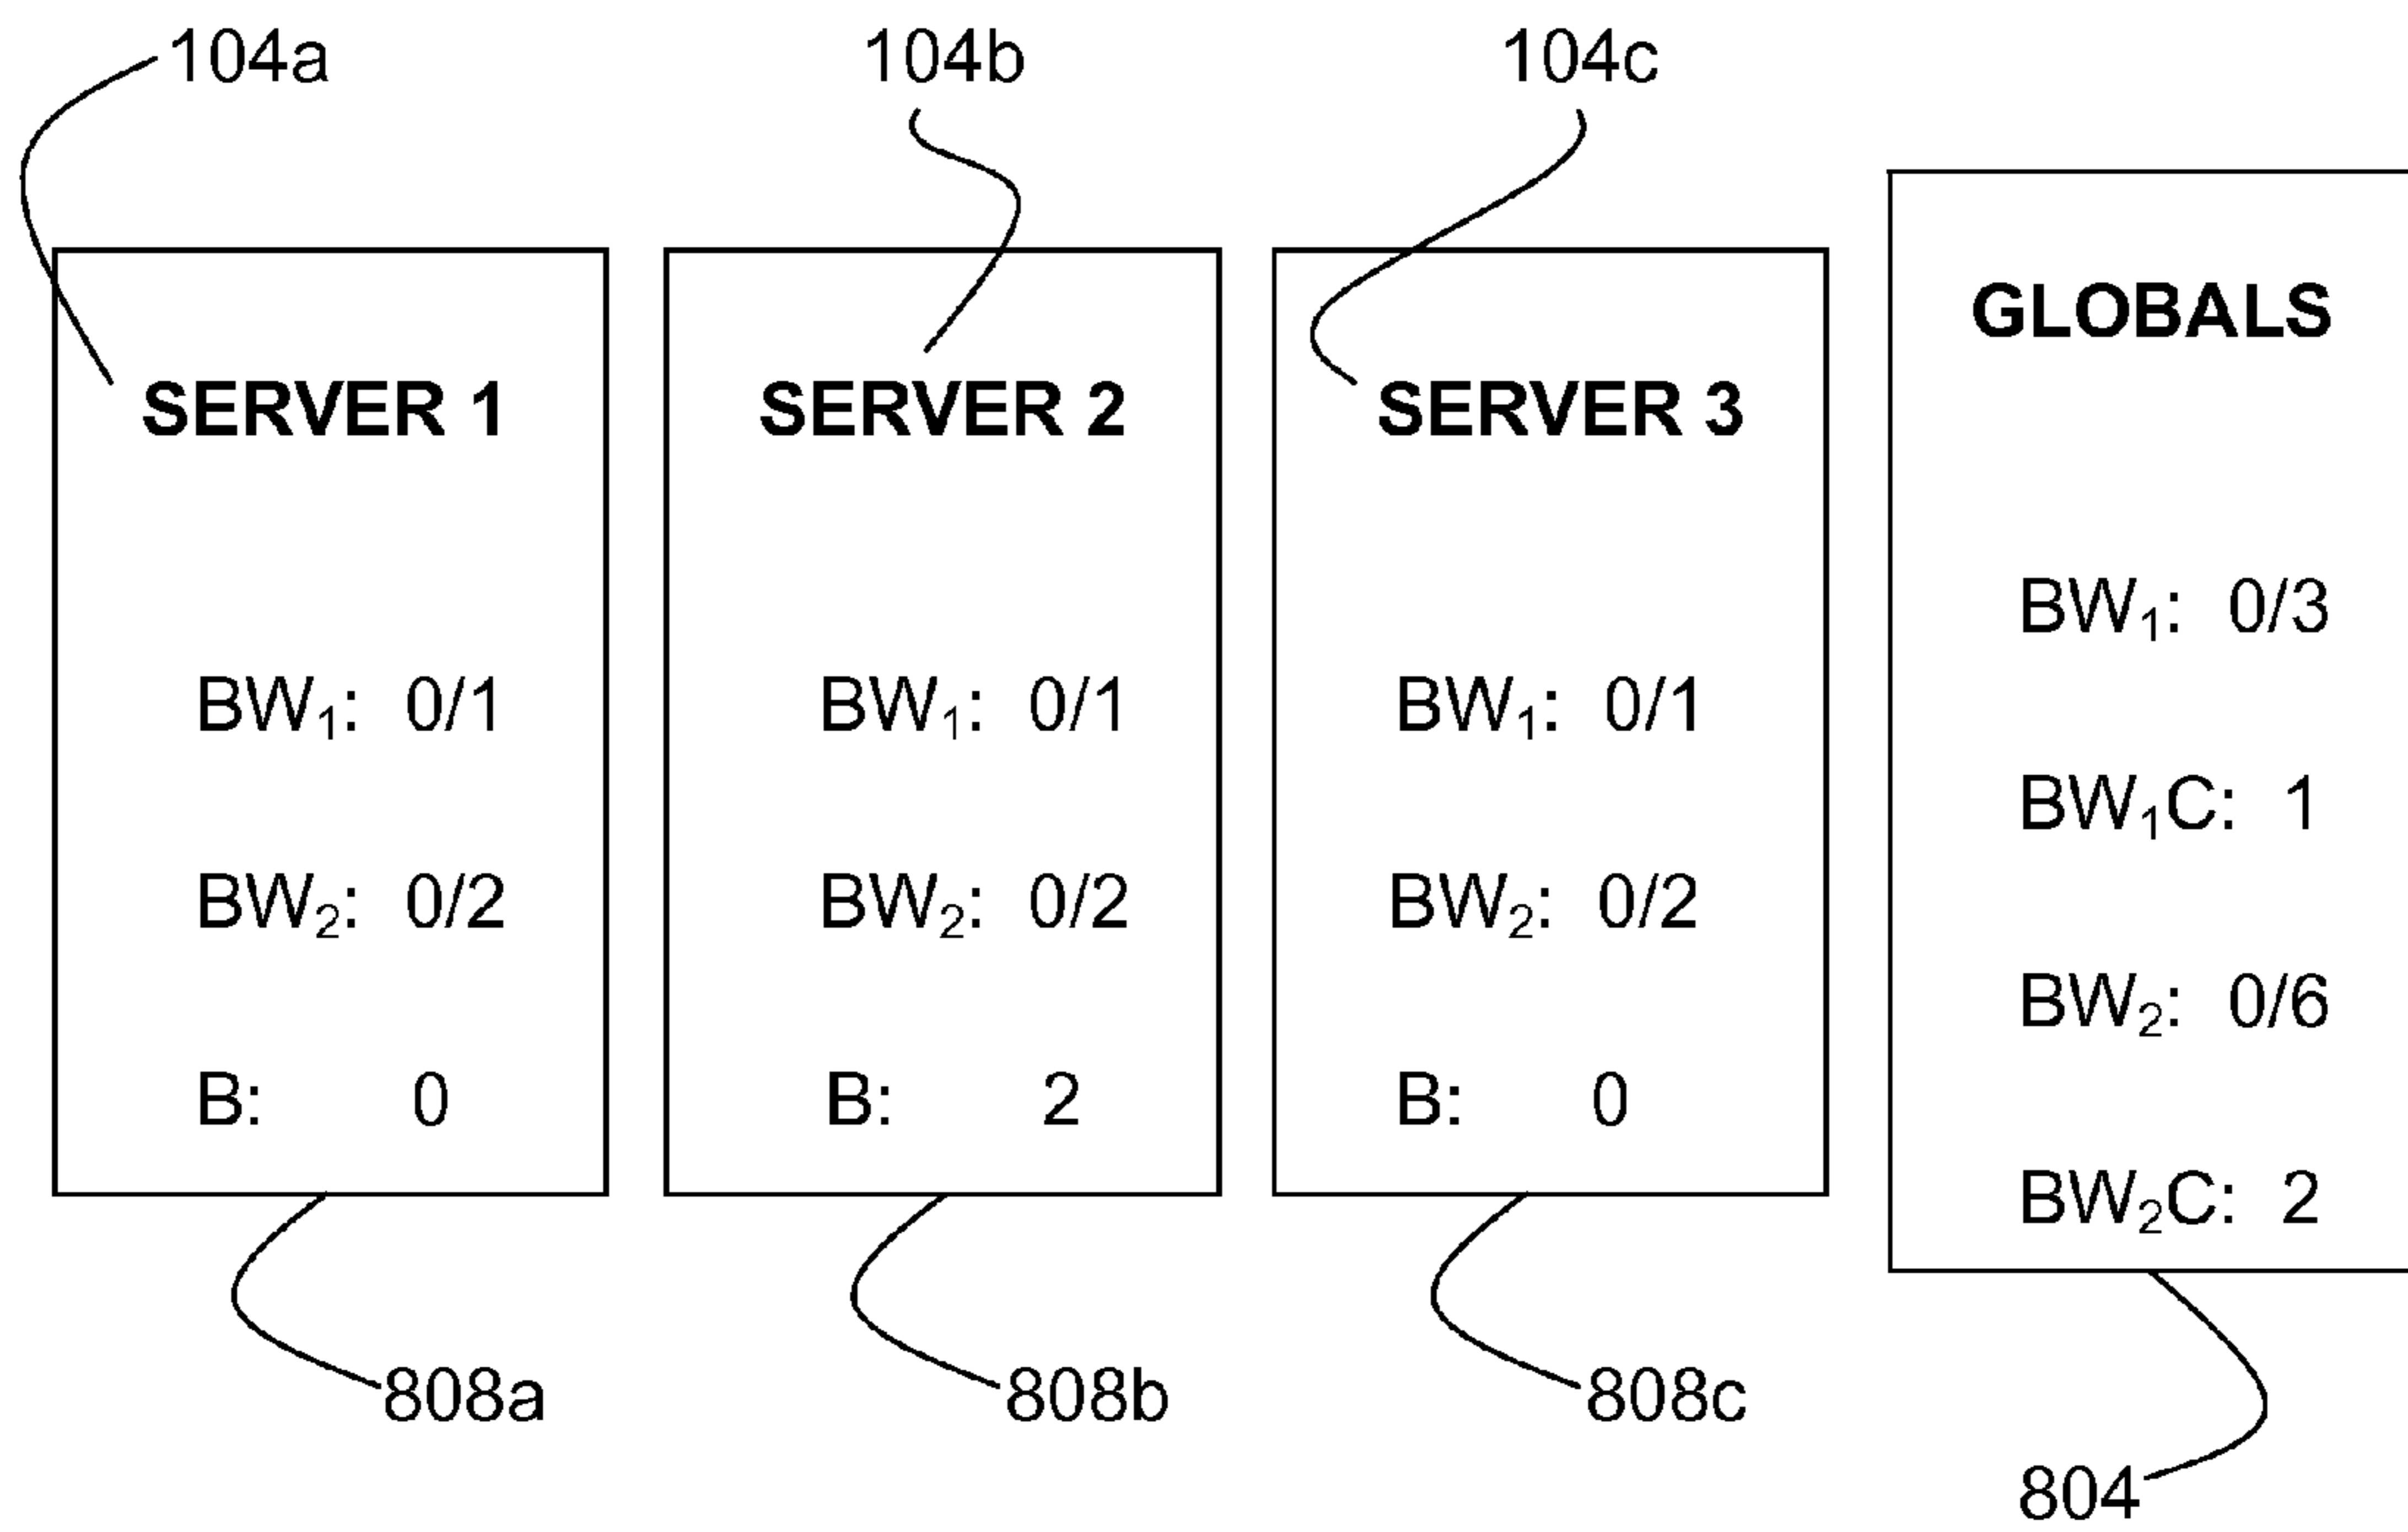 104a
104b
104c
SERVER 1
BW₁: 0/1
BW₂: 0/2
B: 0
808a
SERVER 2
BW₁: 0/1
BW₂: 0/2
B: 2
808b
SERVER 3
BW₁: 0/1
BW₂: 0/2
B: 0
808c
GLOBALS
BW₁: 0/3
BW₁C: 1
BW₂: 0/6
BW₂C: 2
804